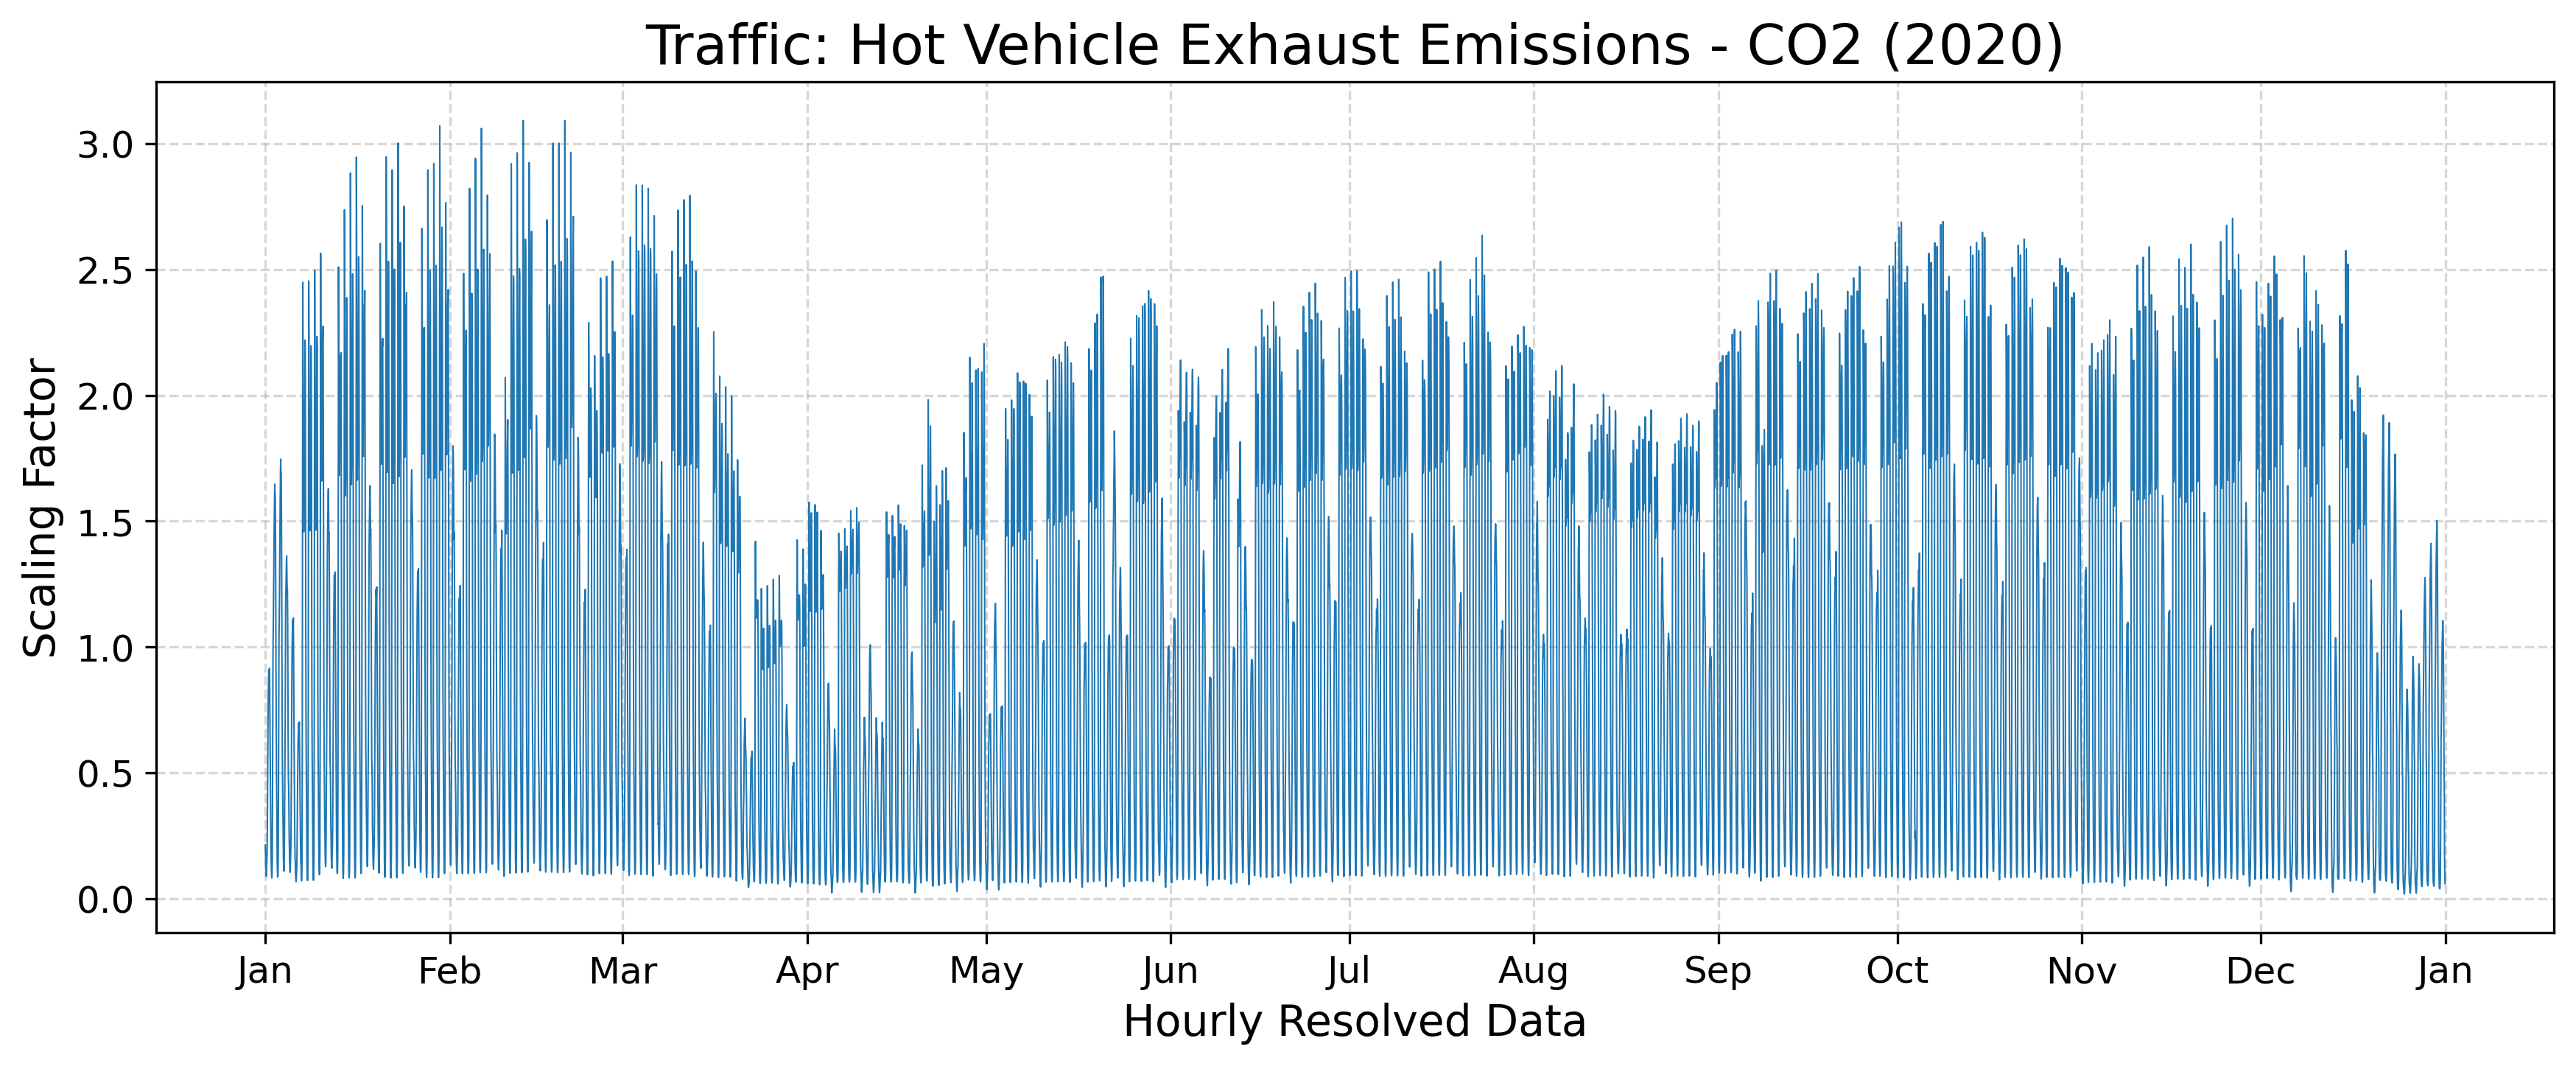 Traffic: Hot Vehicle Exhaust Emissions - CO2 (2020)
Scaling Factor
3.0
2.5
2.0
1.5
1.0
0.5
0.0
Jan Feb Mar Apr May Jun Jul Aug Sep Oct Nov Dec Jan
Hourly Resolved Data